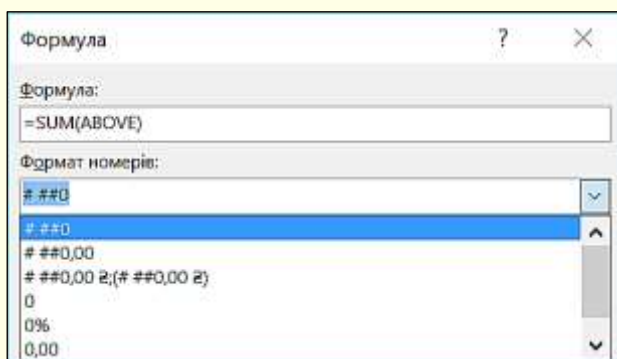 Формула ?
Формула:
=SUM(ABOVE)
Формат номерів:
# ##0
# ##0
# ##0,00
# ##0,00 ₴;(# ##0,00 ₴)
0
0%
0,00